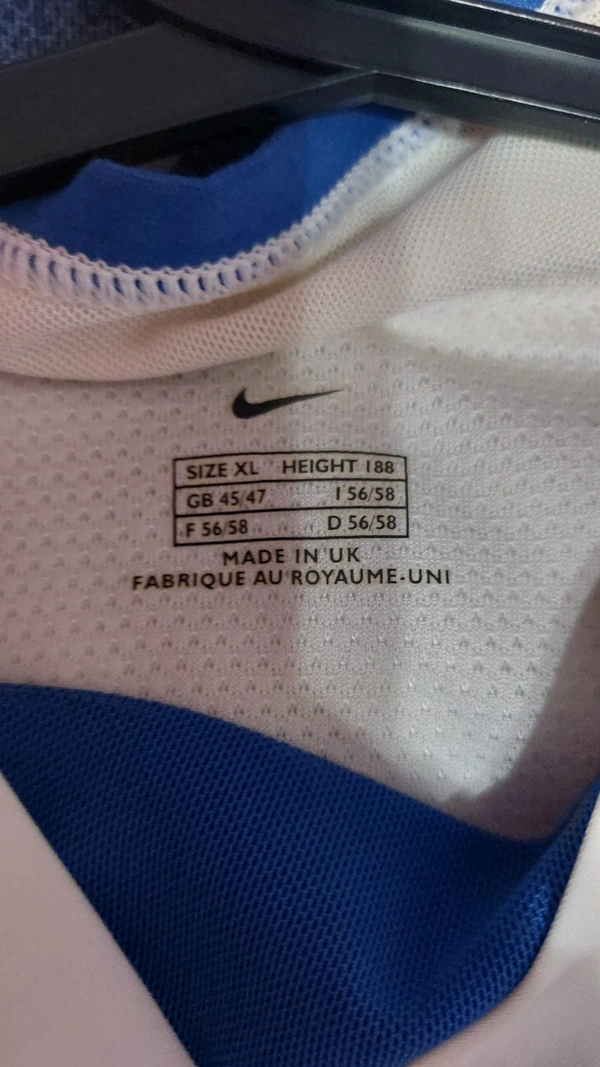 SIZE XL HEIGHT 188
GB 45/47 I 56/58
F 56/58 D 56/58
MADE IN UK
FABRIQUE AU ROYAUME-UNI